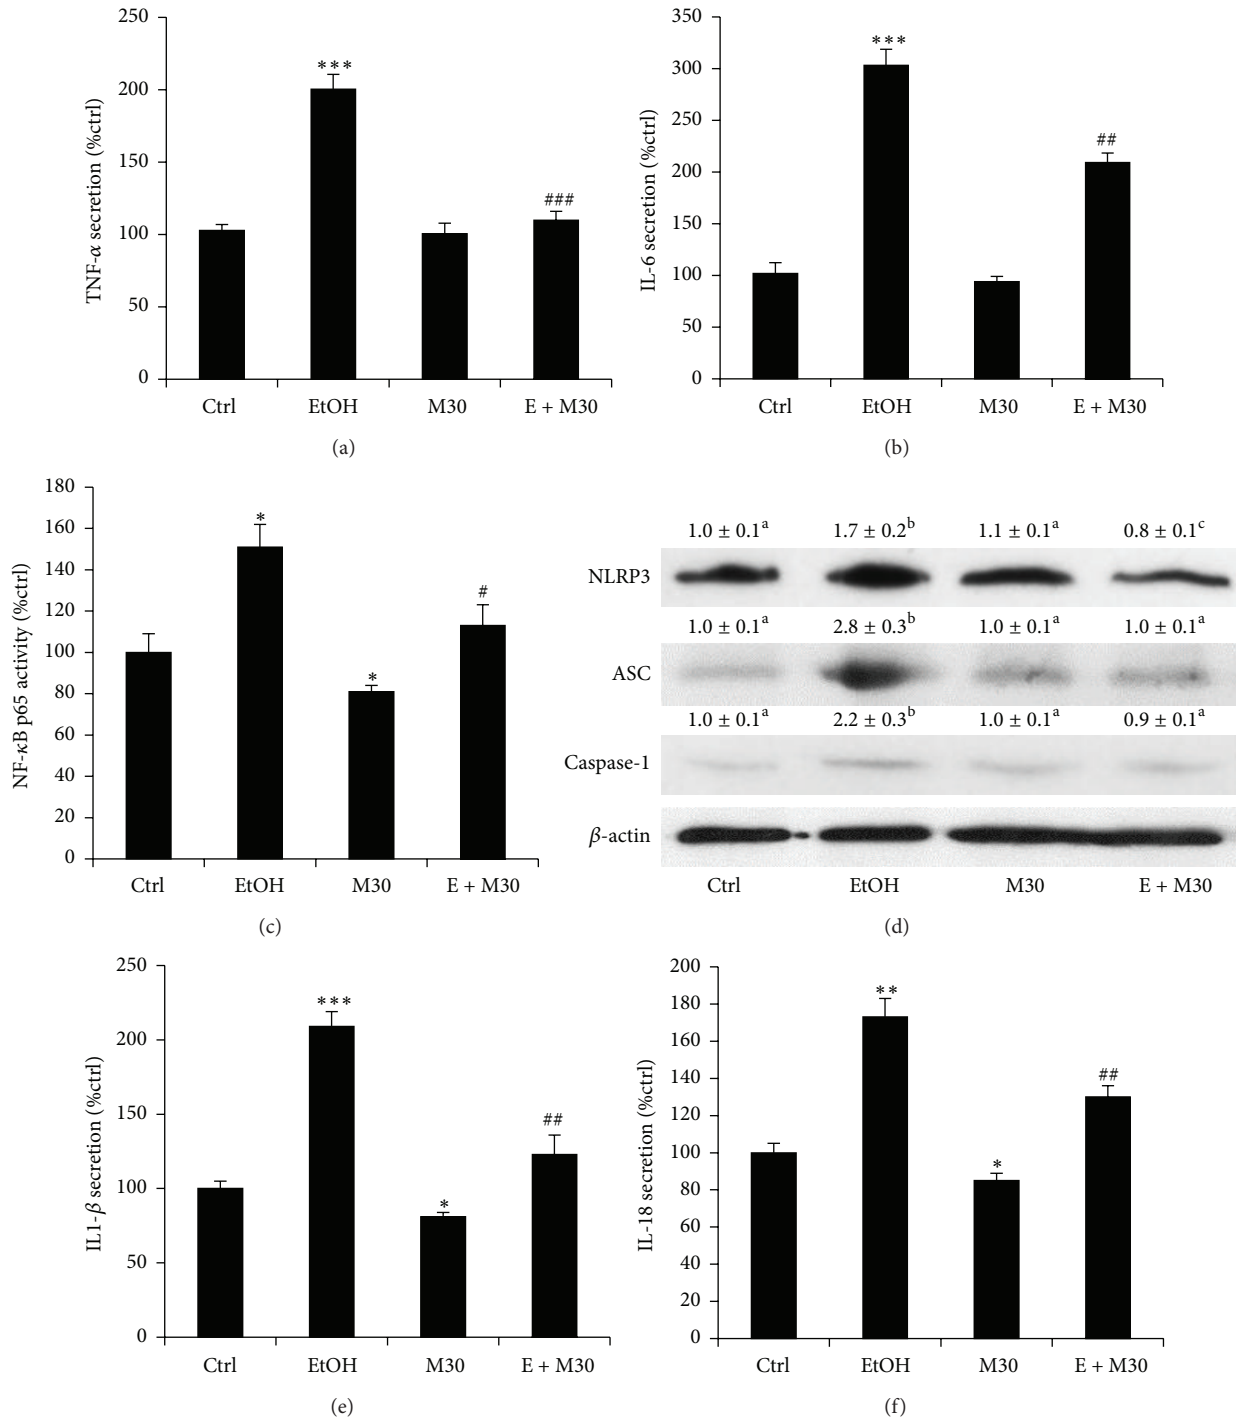 TNF-α secretion (%ctrl)
250
200
150
100
50
0
***
###
Ctrl EtOH M30 E + M30
(a)
IL-6 secretion (%ctrl)
350
300
250
200
150
100
50
0
***
##
Ctrl EtOH M30 E + M30
(b)
NF-κB p65 activity (%ctrl)
180
160
140
120
100
80
60
40
20
0
*
*
#
Ctrl EtOH M30 E + M30
(c)
1.0 ± 0.1a 1.7 ± 0.2b 1.1 ± 0.1a 0.8 ± 0.1c
NLRP3
1.0 ± 0.1a 2.8 ± 0.3b 1.0 ± 0.1a 1.0 ± 0.1a
ASC
1.0 ± 0.1a 2.2 ± 0.3b 1.0 ± 0.1a 0.9 ± 0.1a
Caspase-1
β-actin
Ctrl EtOH M30 E + M30
(d)
IL1-β secretion (%ctrl)
250
200
150
100
50
0
***
*
##
Ctrl EtOH M30 E + M30
(e)
IL-18 secretion (%ctrl)
200
180
160
140
120
100
80
60
40
20
0
**
*
##
Ctrl EtOH M30 E + M30
(f)